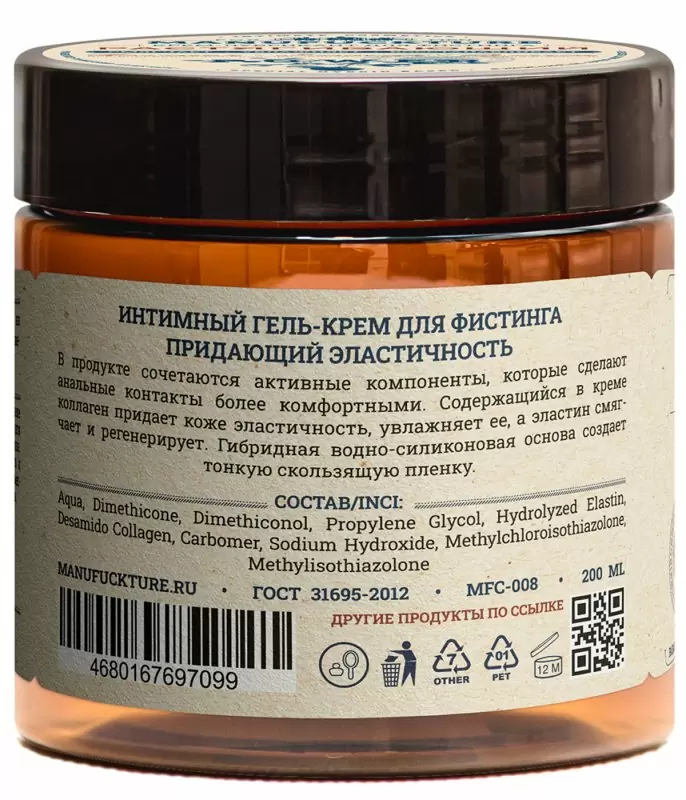 MANUFUCKTURE
ИНТИМНЫЙ ГЕЛЬ-КРЕМ ДЛЯ ФИСТИНГА
ПРИДАЮЩИЙ ЭЛАСТИЧНОСТЬ
В продукте сочетаются активные компоненты, которые сделают
анальные контакты более комфортными. Содержащийся в креме
коллаген придает коже эластичность, увлажняет ее, а эластин смяг-
чает и регенерирует. Гибридная водно-силиконовая основа создает
тонкую скользящую пленку.
СОСТАВ/INCI:
Aqua, Dimethicone, Dimethiconol, Propylene Glycol, Hydrolyzed Elastin,
Desamido Collagen, Carbomer, Sodium Hydroxide, Methylchloroisothiazolone,
Methylisothiazolone
MANUFUCKTURE.RU • ГОСТ 31695-2012 • MFC-008 • 200 ML
ДРУГИЕ ПРОДУКТЫ ПО ССЫЛКЕ
4680167697099
7
OTHER
01
PET
12 M